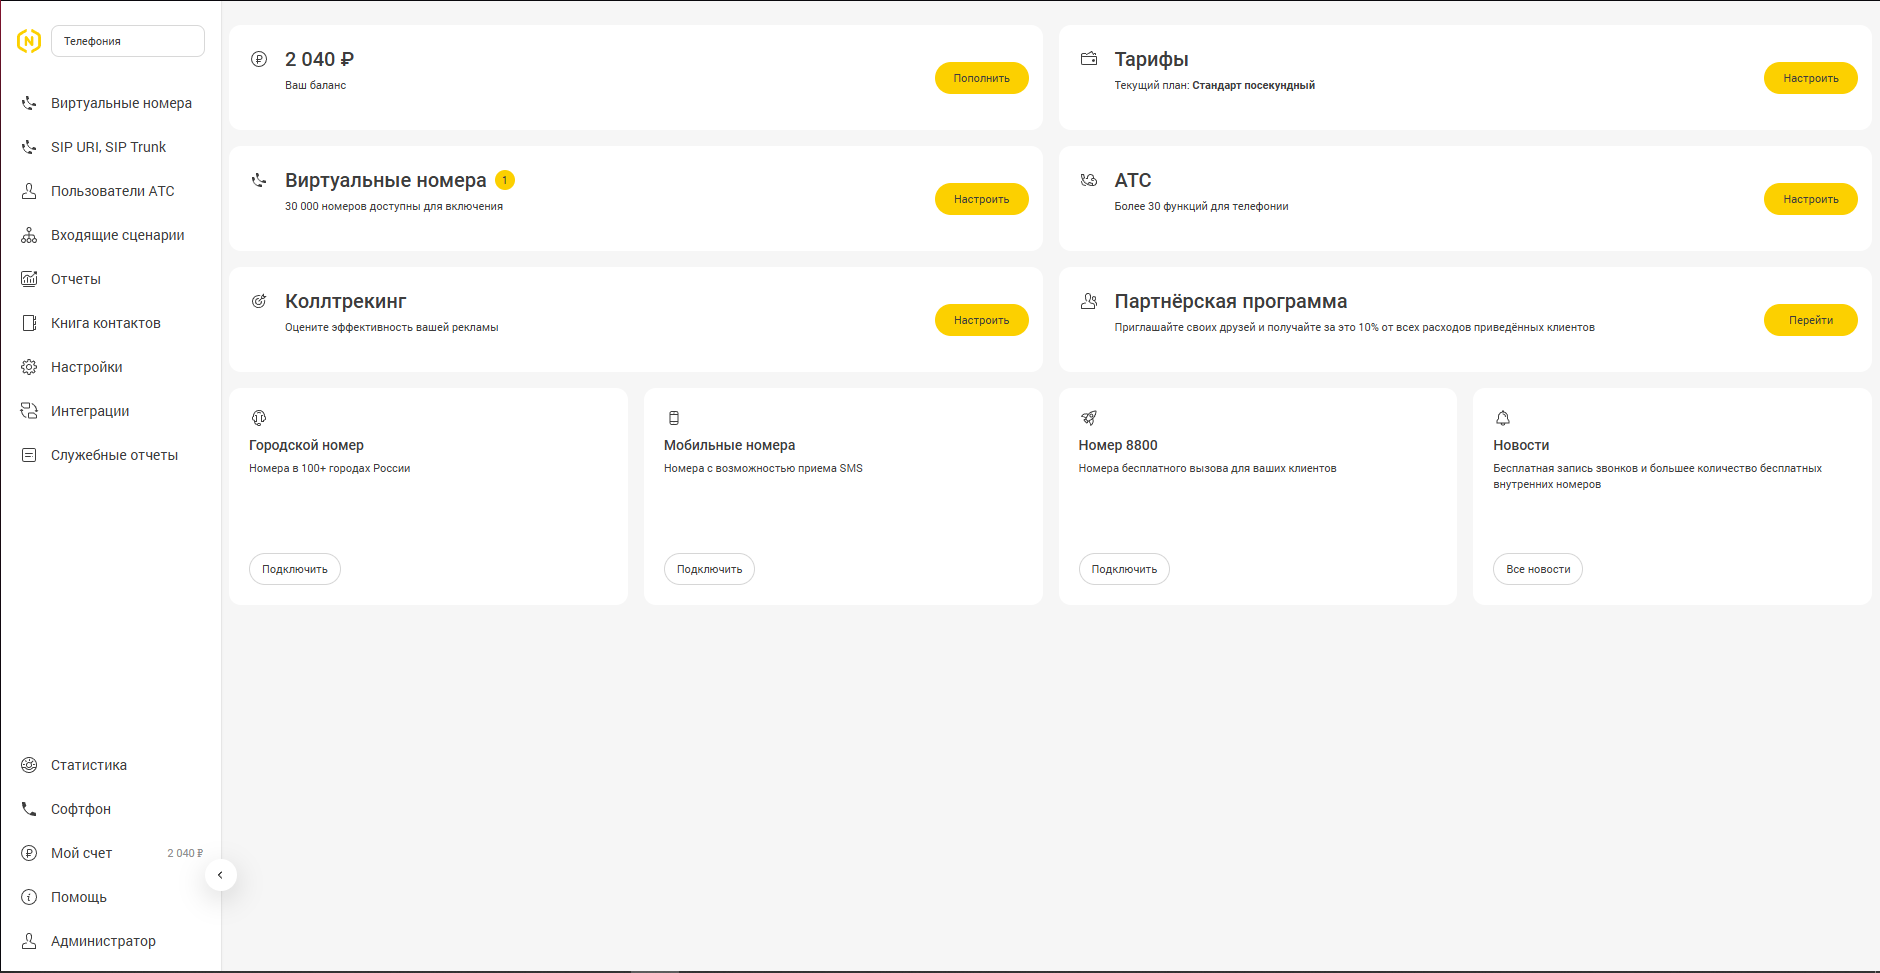 Телефония
Виртуальные номера
SIP URI, SIP Trunk
Пользователи АТС
Входящие сценарии
Отчеты
Книга контактов
Настройки
Интеграции
Служебные отчеты
Статистика
Софтфон
Мой счет 2 040 ₽
Помощь
Администратор
2 040 ₽
Ваш баланс
Пополнить
Тарифы
Текущий план: Стандарт посекундный
Настроить
Виртуальные номера 1
30 000 номеров доступны для включения
Настроить
АТС
Более 30 функций для телефонии
Настроить
Коллтрекинг
Оцените эффективность вашей рекламы
Настроить
Партнёрская программа
Приглашайте своих друзей и получайте за это 10% от всех расходов приведённых клиентов
Перейти
Городской номер
Номера в 100+ городах России
Подключить
Мобильные номера
Номера с возможностью приема SMS
Подключить
Номер 8800
Номера бесплатного вызова для ваших клиентов
Подключить
Новости
Бесплатная запись звонков и большее количество бесплатных
внутренних номеров
Все новости